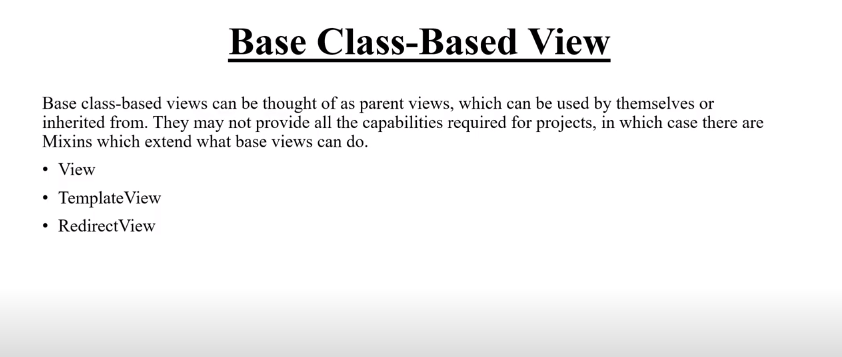 Base Class-Based View
Base class-based views can be thought of as parent views, which can be used by themselves or
inherited from. They may not provide all the capabilities required for projects, in which case there are
Mixins which extend what base views can do.
• View
• TemplateView
• RedirectView